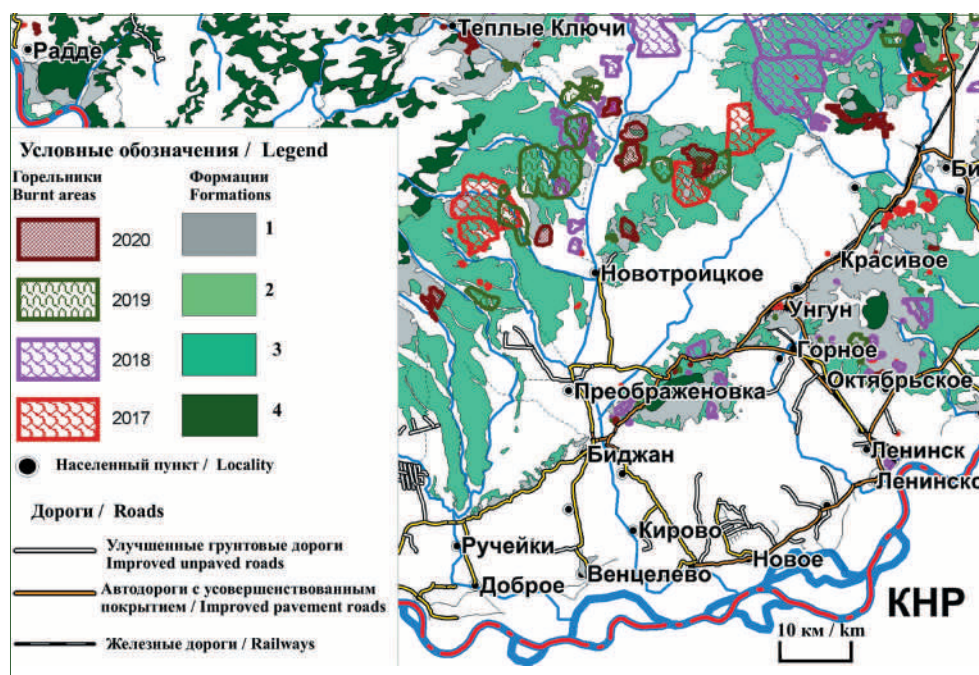 Теплые Ключи
Радде
Условные обозначения / Legend
Горельники
Burnt areas
Формации
Formations
2020
1
2019
2
2018
3
2017
4
Населенный пункт / Locality
Дороги / Roads
Улучшенные грунтовые дороги
Improved unpaved roads
Автодороги с усовершенствованным
покрытием / Improved pavement roads
Железные дороги / Railways
Би
Красивое
Новотроицкое
Унгун
Горное
Октябрьское
Преображеновка
Биджан
Ленинск
Ленинско
Кирово
Ручейки
Новое
Венцелево
Доброе
КНР
10 км / km